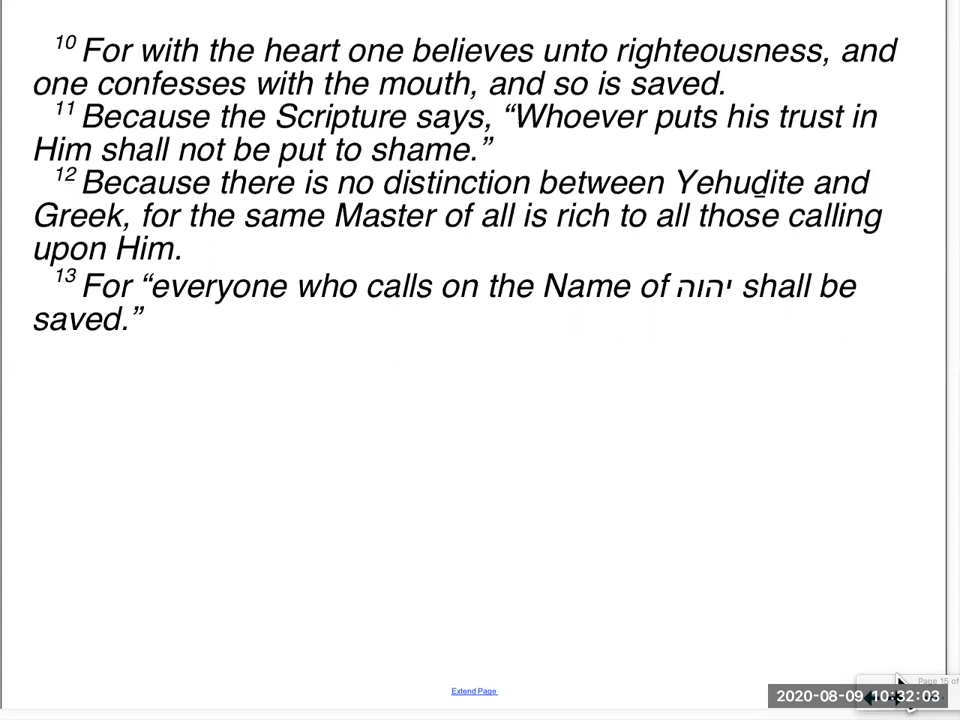 10 For with the heart one believes unto righteousness, and
one confesses with the mouth, and so is saved.
11 Because the Scripture says, “Whoever puts his trust in
Him shall not be put to shame.”
12 Because there is no distinction between Yehuḏite and
Greek, for the same Master of all is rich to all those calling
upon Him.
13 For “everyone who calls on the Name of יהוה shall be
saved.”
Page 15 of
Extend Page
2020-08-09 10:32:03